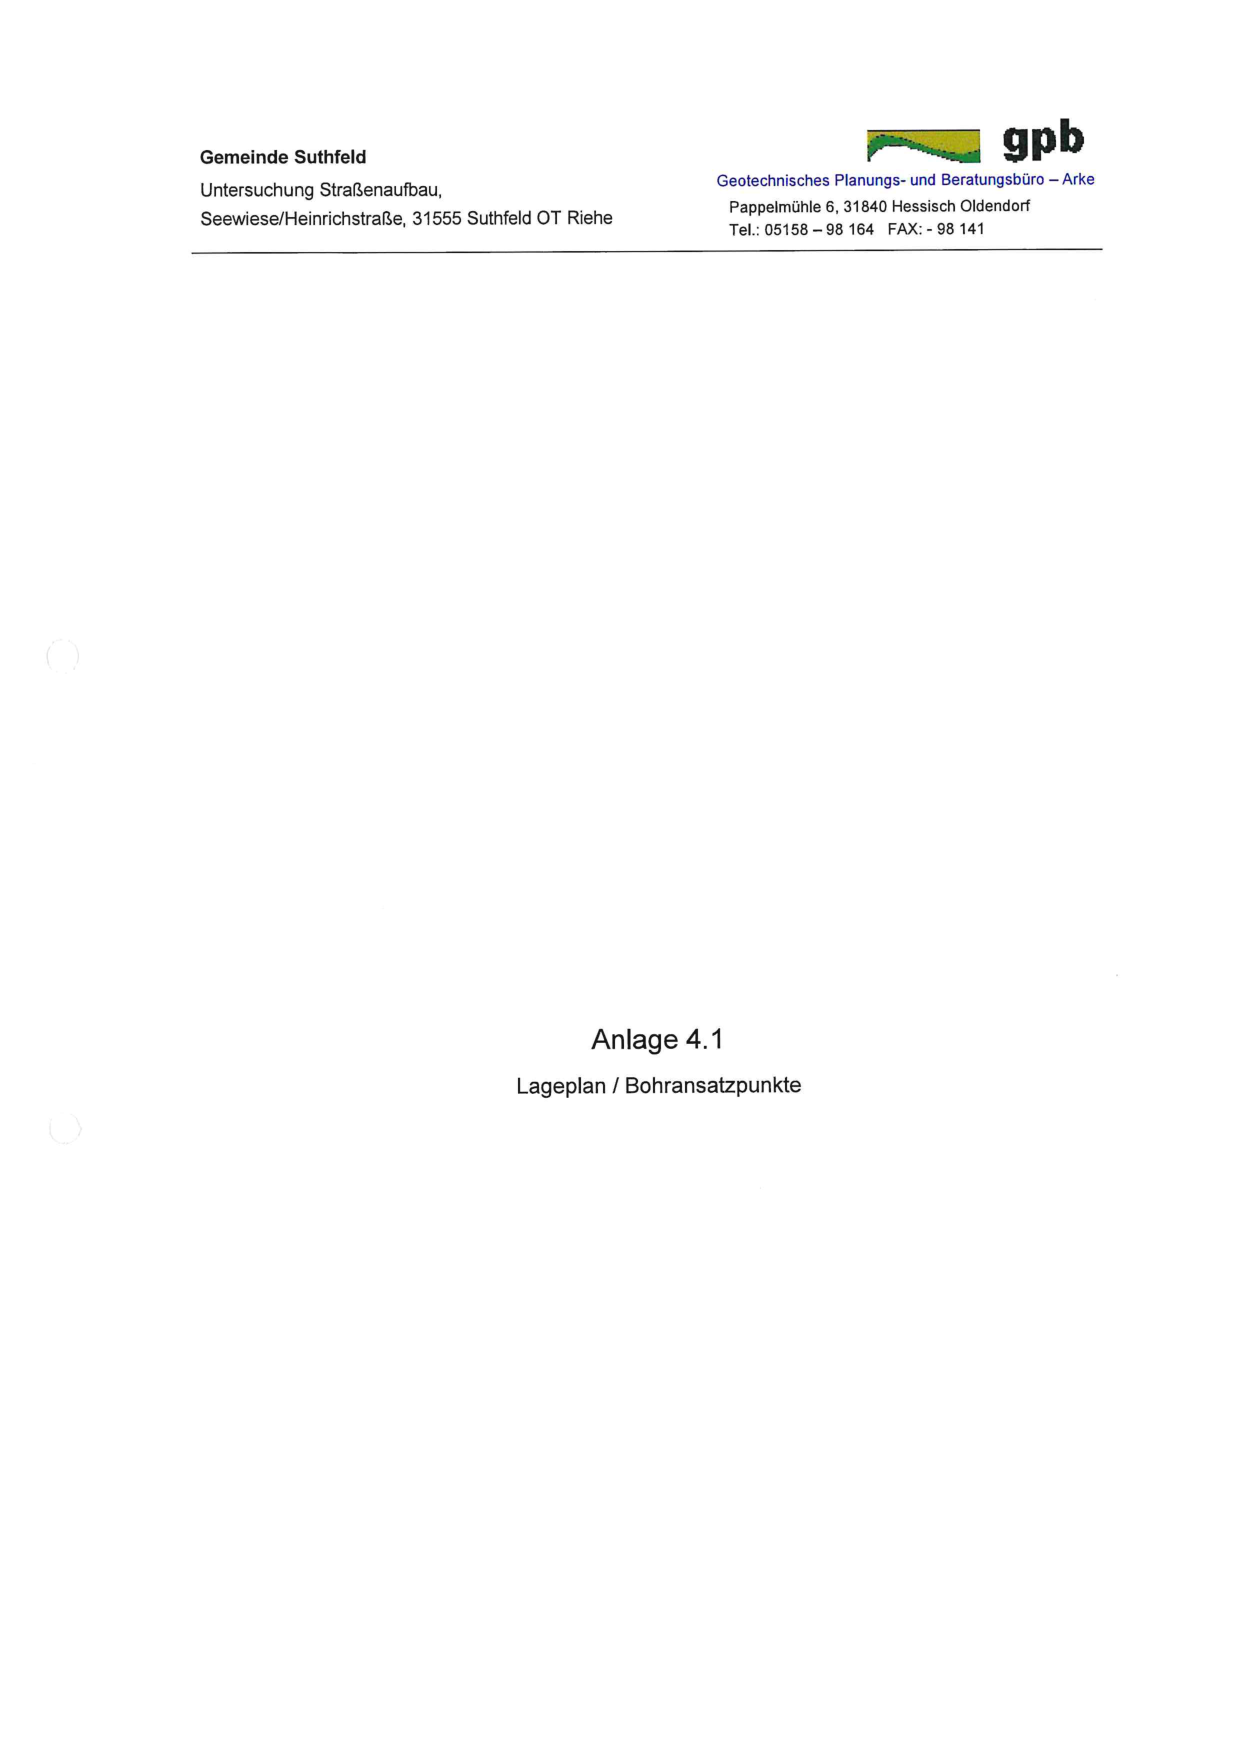 Gemeinde Suthfeld
Untersuchung Straßenaufbau,
Seewiese/Heinrichstraße, 31555 Suthfeld OT Riehe
gpb
Geotechnisches Planungs- und Beratungsbüro – Arke
Pappelmühle 6, 31840 Hessisch Oldendorf
Tel.: 05158 – 98 164 FAX: - 98 141
Anlage 4.1
Lageplan / Bohransatzpunkte